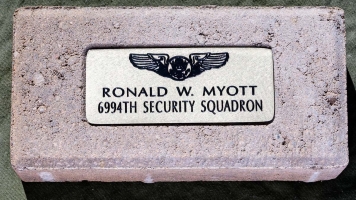 RONALD W. MYOTT
6994TH SECURITY SQUADRON